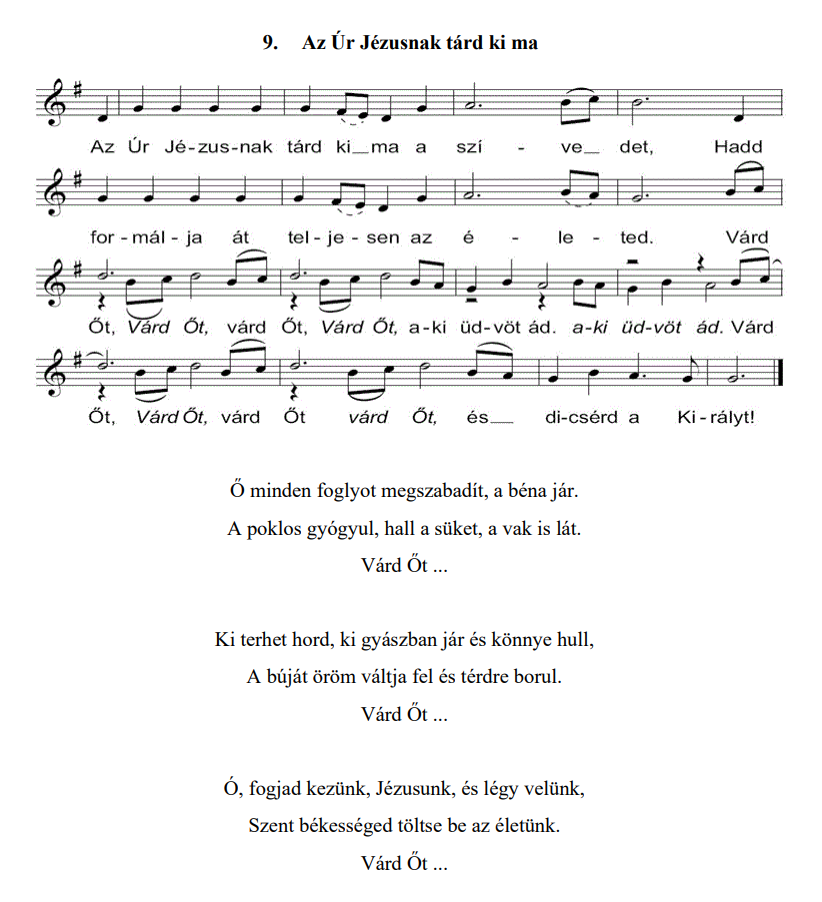 9. Az Úr Jézusnak tárd ki ma
Az Úr Jé-zus-nak tárd ki_ma a szí - ve_ det, Hadd
for-mál-ja át tel-je-sen az é - le - ted. Várd
Őt, Várd Őt, várd Őt, Várd Őt, a-ki üd-vöt ád. a-ki üd-vöt ád. Várd
Őt, Várd Őt, várd Őt várd Őt, és_ di-csérd a Ki-rályt!
Ő minden foglyot megszabadít, a béna jár.
A poklos gyógyul, hall a süket, a vak is lát.
Várd Őt ...
Ki terhet hord, ki gyászban jár és könnye hull,
A búját öröm váltja fel és térdre borul.
Várd Őt ...
Ó, fogjad kezünk, Jézusunk, és légy velünk,
Szent békességed töltse be az életünk.
Várd Őt ...